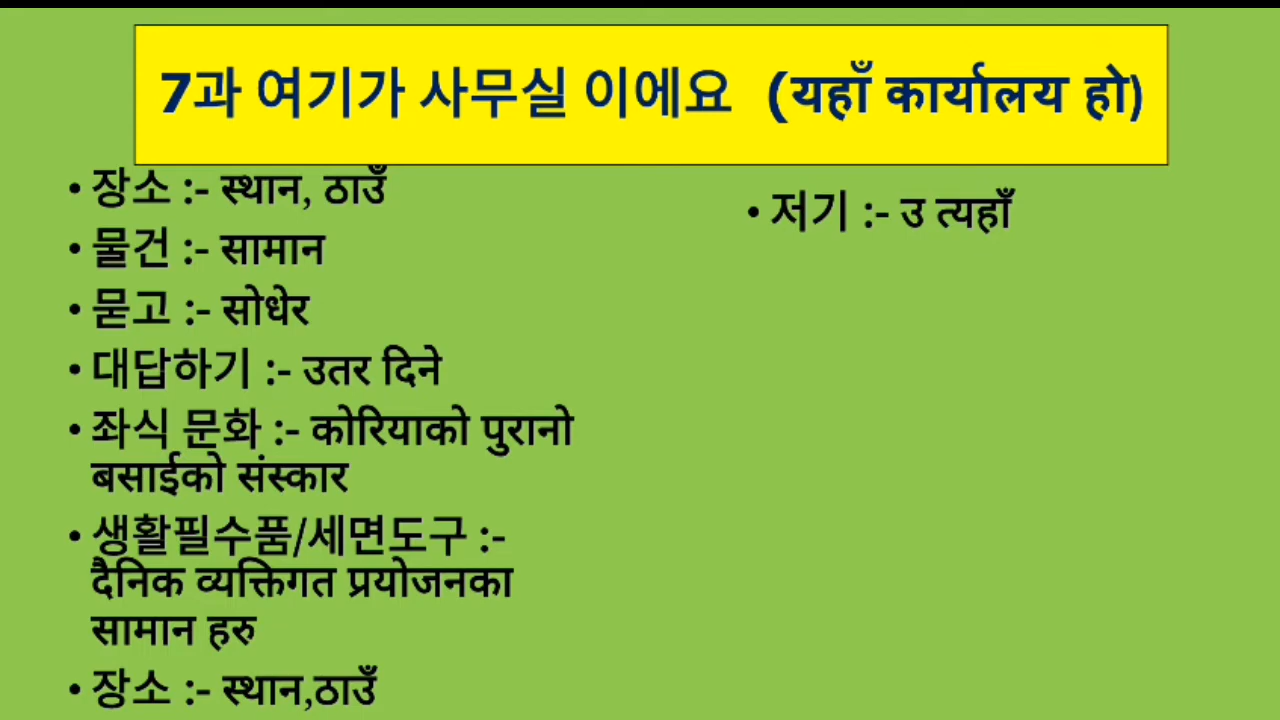 7과 여기가 사무실 이에요 (यहाँ कार्यालय हो)
• 장소 :- स्थान, ठाउँ
• 물건 :- सामान
• 묻고 :- सोधेर
• 대답하기 :- उतर दिने
• 좌식 문화 :- कोरियाको पुरानो
बसाईको संस्कार
• 생활필수품/세면도구 :-
दैनिक व्यक्तिगत प्रयोजनका
सामान हरु
• 장소 :- स्थान,ठाउँ
• 저기 :- उ त्यहाँ